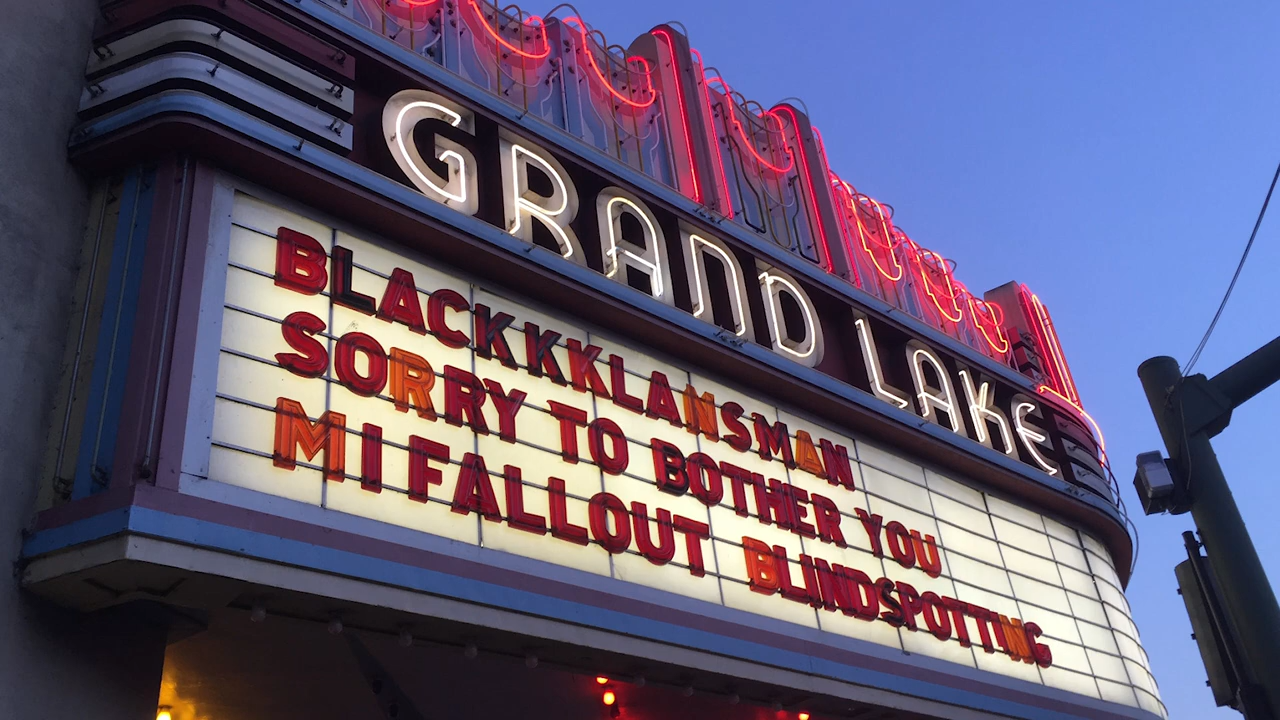 GRAND LAKE
BLACKKKLANSMAN
SORRY TO BOTHER YOU
MI FALLOUT BLINDSPOTTING